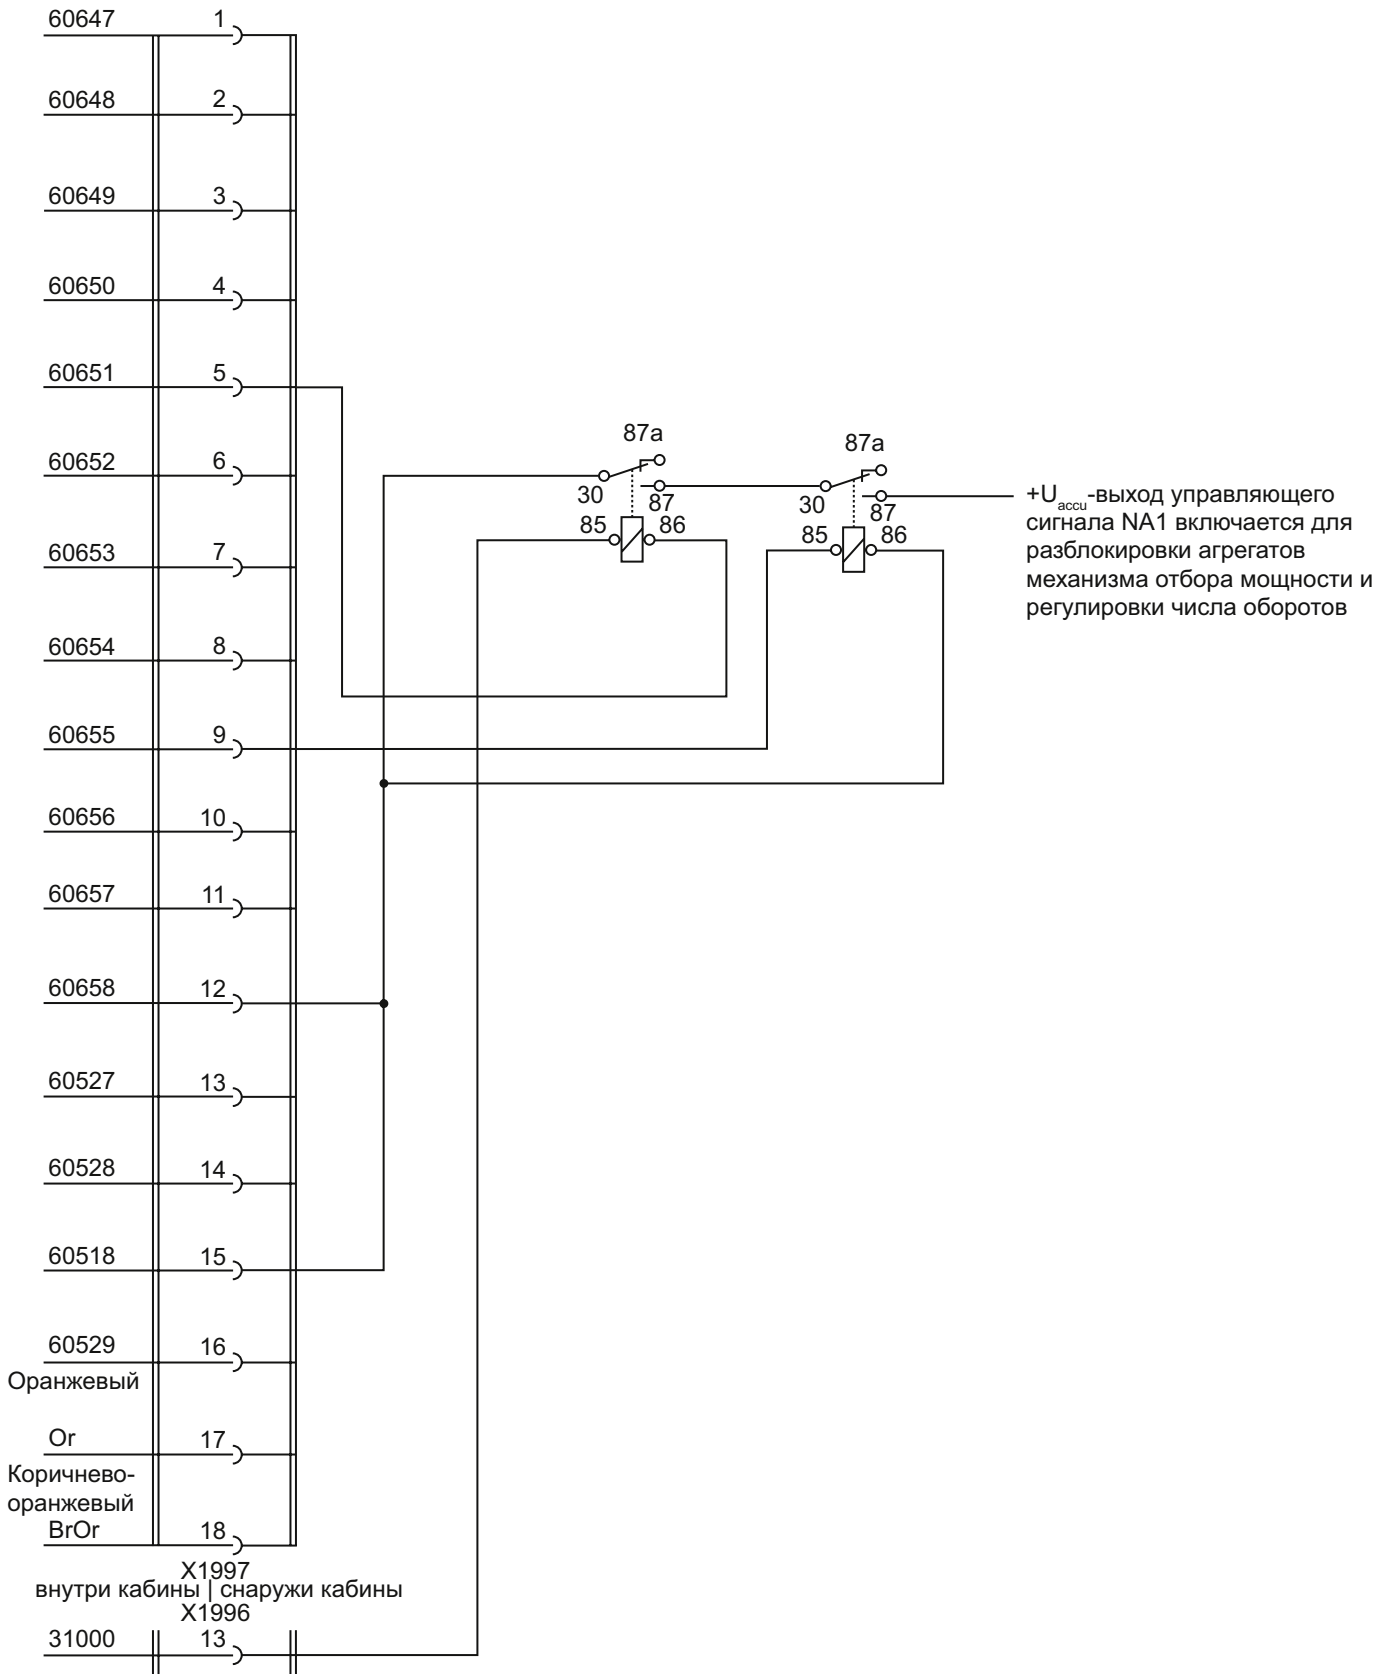 60647 1
60648 2
60649 3
60650 4
60651 5
87a
87a
60652 6
30
87
30
87
+Uaccu-выход управляющего
сигнала NA1 включается для
разблокировки агрегатов
механизма отбора мощности и
регулировки числа оборотов
85
86
85
86
60653 7
60654 8
60655 9
60656 10
60657 11
60658 12
60527 13
60528 14
60518 15
60529 16
Оранжевый
Or 17
Коричнево-
оранжевый
BrOr 18
X1997
внутри кабины | снаружи кабины
X1996
31000 13